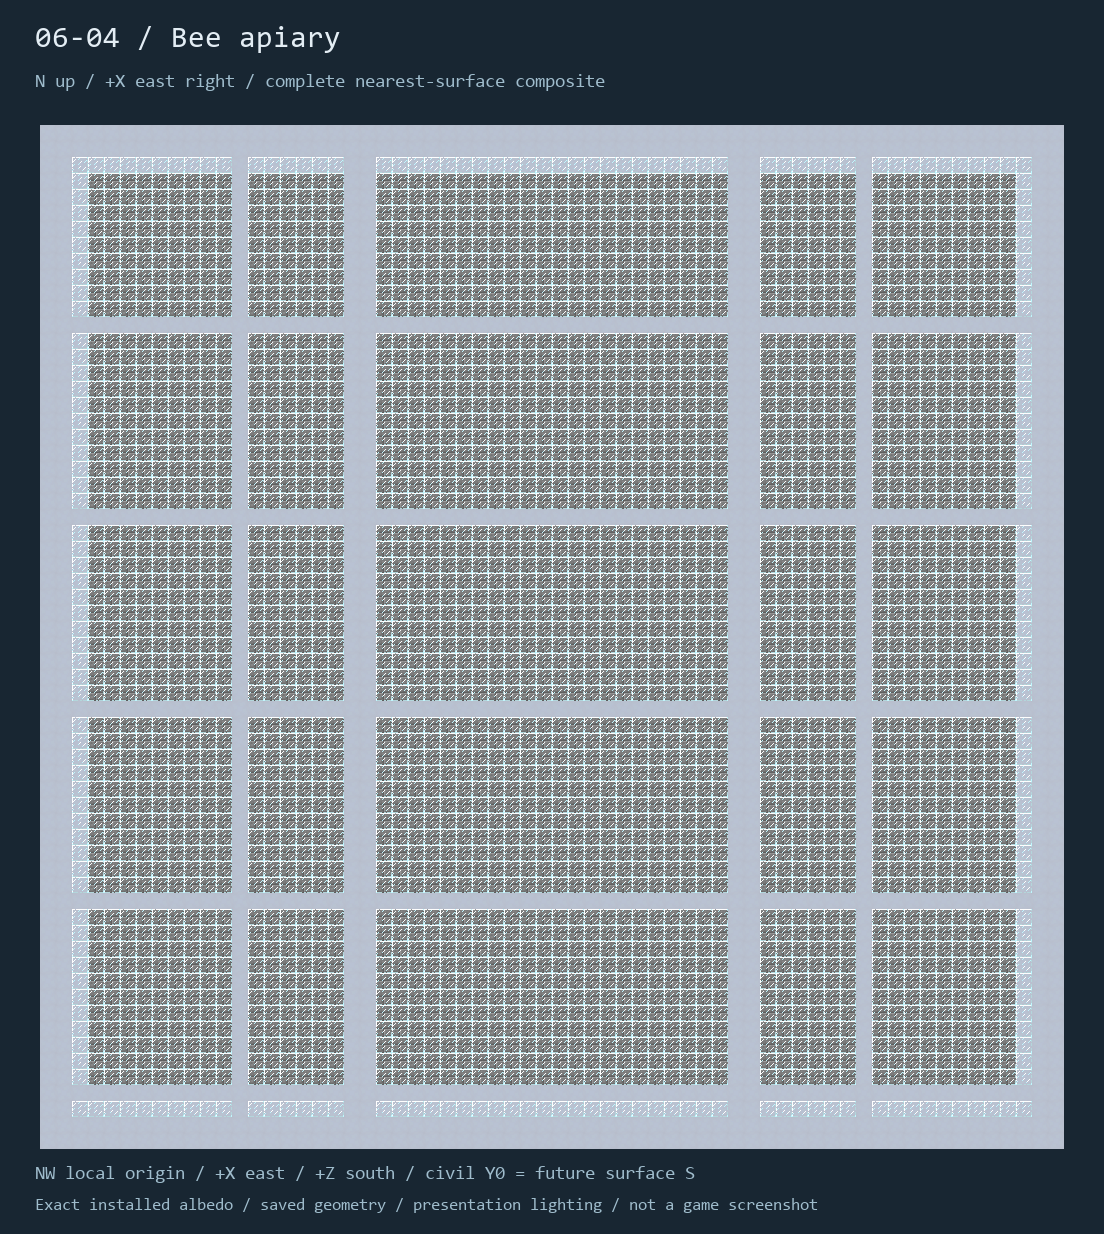 06-04 / Bee apiary
N up / +X east right / complete nearest-surface composite
NW local origin / +X east / +Z south / civil Y0 = future surface S
Exact installed albedo / saved geometry / presentation lighting / not a game screenshot